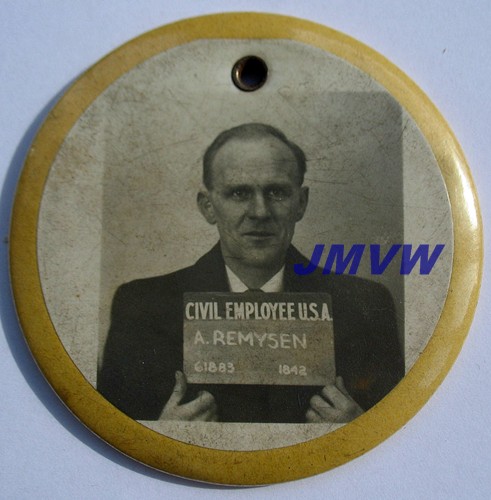 JMVW
CIVIL EMPLOYEE U.S.A.
A. REMYSEN
61883 1842